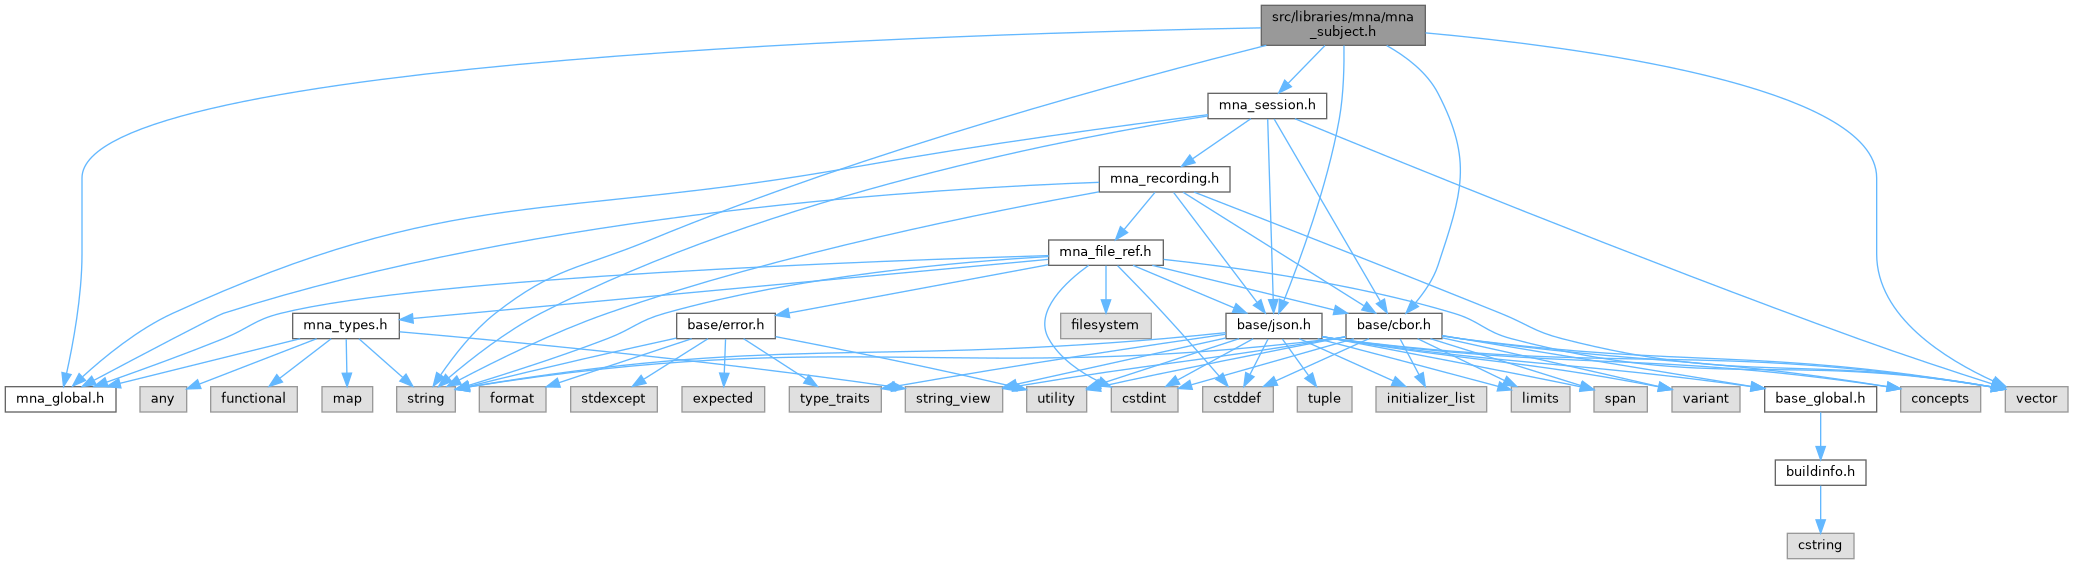 src/libraries/mna/mna
_subject.h
mna_session.h
mna_recording.h
mna_file_ref.h
mna_types.h
base/error.h
filesystem
base/json.h
base/cbor.h
mna_global.h
any
functional
map
string
format
stdexcept
expected
type_traits
string_view
utility
cstdint
cstddef
tuple
initializer_list
limits
span
variant
base_global.h
concepts
vector
buildinfo.h
cstring